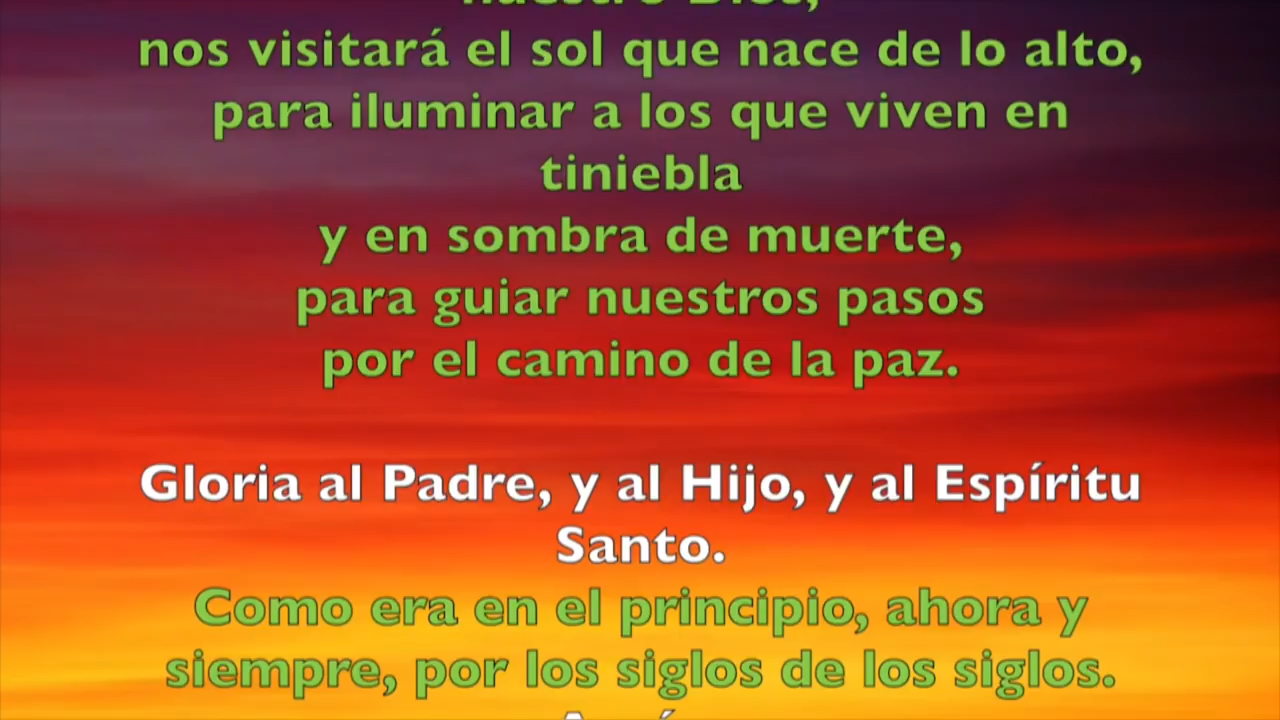 nuestro Dios,
nos visitará el sol que nace de lo alto,
para iluminar a los que viven en
tiniebla
y en sombra de muerte,
para guiar nuestros pasos
por el camino de la paz.
Gloria al Padre, y al Hijo, y al Espíritu
Santo.
Como era en el principio, ahora y
siempre, por los siglos de los siglos.